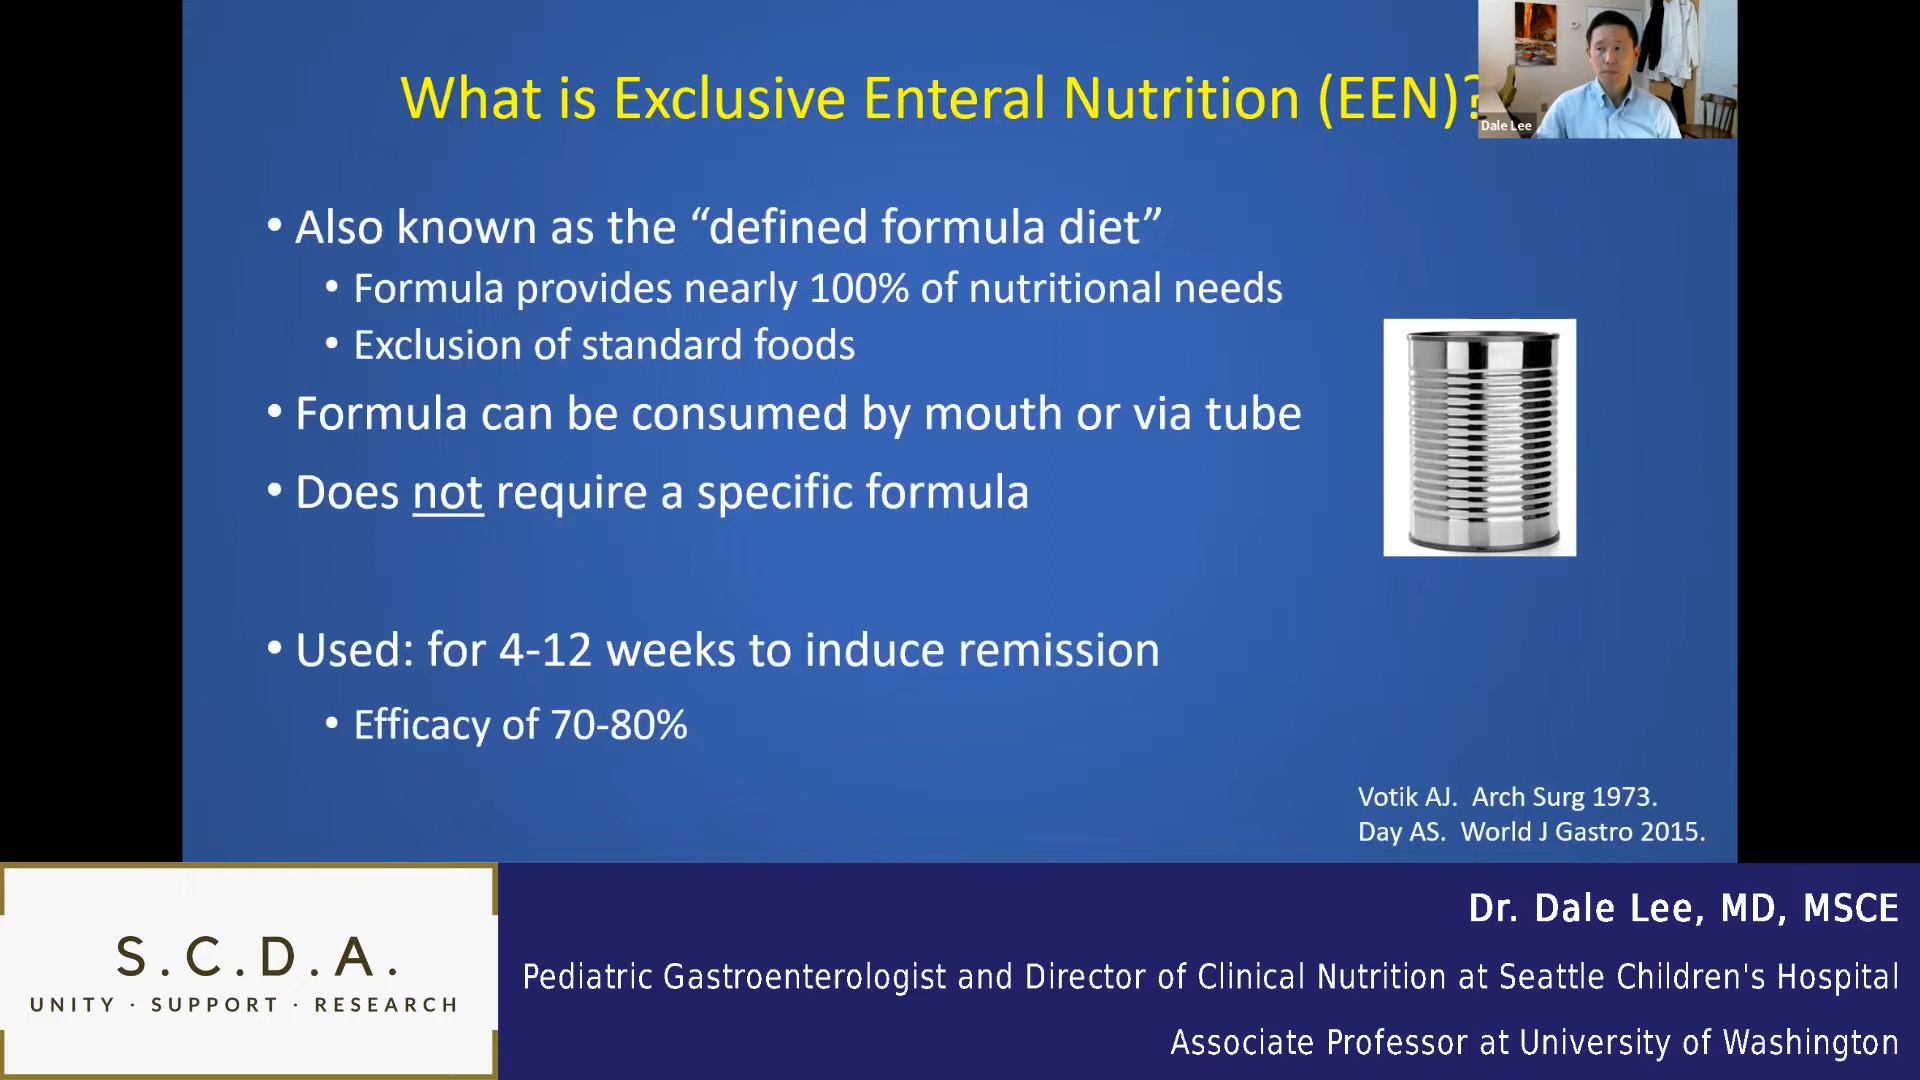 What is Exclusive Enteral Nutrition (EEN)?
Dale Lee
• Also known as the “defined formula diet”
• Formula provides nearly 100% of nutritional needs
• Exclusion of standard foods
• Formula can be consumed by mouth or via tube
• Does not require a specific formula
• Used: for 4-12 weeks to induce remission
• Efficacy of 70-80%
Votik AJ. Arch Surg 1973.
Day AS. World J Gastro 2015.
S.C.D.A.
UNITY · SUPPORT · RESEARCH
Dr. Dale Lee, MD, MSCE
Pediatric Gastroenterologist and Director of Clinical Nutrition at Seattle Children's Hospital
Associate Professor at University of Washington